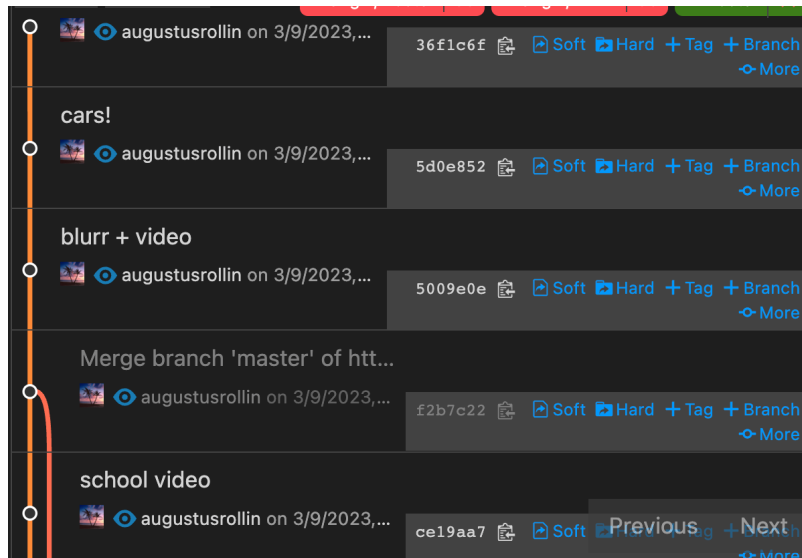 augustusrollin on 3/9/2023,...
36f1c6f Soft Hard + Tag + Branch
More
cars!
augustusrollin on 3/9/2023,...
5d0e852 Soft Hard + Tag + Branch
More
blurr + video
augustusrollin on 3/9/2023,...
5009e0e Soft Hard + Tag + Branch
More
Merge branch 'master' of htt...
augustusrollin on 3/9/2023,...
f2b7c22 Soft Hard + Tag + Branch
More
school video
augustusrollin on 3/9/2023,...
Previous Next
ce19aa7 Soft
More